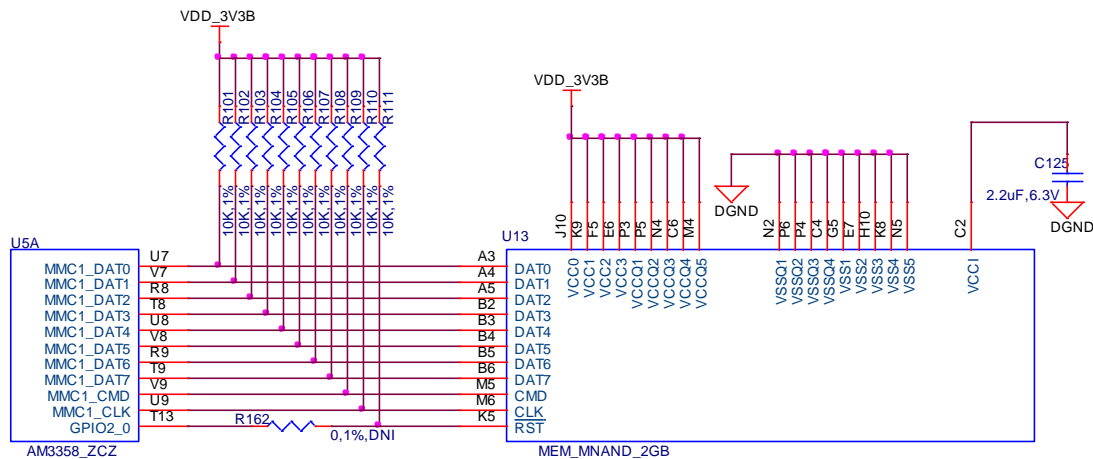 VDD_3V3B
R101
R102
R103
R104
R105
R106
R107
R108
R109
R110
R111
10K,1%
10K,1%
10K,1%
10K,1%
10K,1%
10K,1%
10K,1%
10K,1%
10K,1%
10K,1%
10K,1%
VDD_3V3B
DGND
C125
2.2uF,6.3V
DGND
J10
K9
F5
E6
P3
P5
N4
C6
M4
N2
P6
P4
C4
G5
E7
H10
K8
N5
C2
U5A
U13
VCC0
VCC1
VCC2
VCC3
VCCQ1
VCCQ2
VCCQ3
VCCQ4
VCCQ5
VSSQ1
VSSQ2
VSSQ3
VSSQ4
VSS1
VSS2
VSS3
VSS4
VSS5
VCCI
MMC1_DAT0 U7 A3 DAT0
MMC1_DAT1 V7 A4 DAT1
MMC1_DAT2 R8 A5 DAT2
MMC1_DAT3 T8 B2 DAT3
MMC1_DAT4 U8 B3 DAT4
MMC1_DAT5 V8 B4 DAT5
MMC1_DAT6 R9 B5 DAT6
MMC1_DAT7 T9 B6 DAT7
MMC1_CMD V9 M5 CMD
MMC1_CLK U9 M6 CLK
GPIO2_0 T13 R162 K5 RST
0,1%,DNI
AM3358_ZCZ
MEM_MNAND_2GB